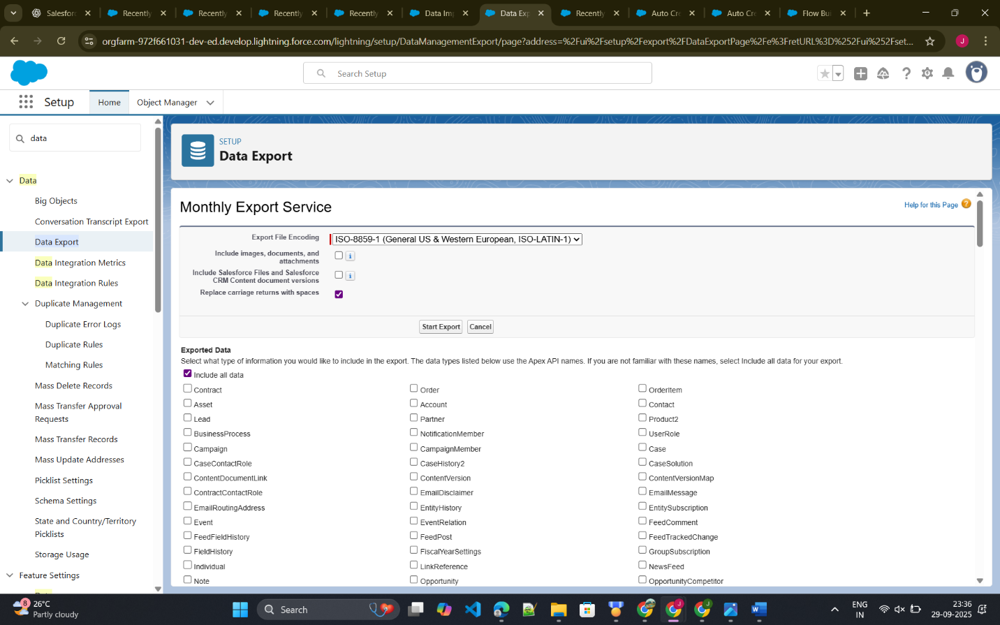 Salesforc
Recently
Recently
Recently
Recently
Data Im
Data Exp
Recently
Auto Cre
Auto Cre
Flow Bu
orgfarm-972f661031-dev-ed.develop.lightning.force.com/lightning/setup/DataManagementExport/page?address=%2Fui%2Fsetup%2Fexport%2FDataExportPage%2Fe%3FretURL%3D%252Fui%252Fset...
J
Search Setup
Setup
Home
Object Manager
data
Data
Big Objects
Conversation Transcript Export
Data Export
Data Integration Metrics
Data Integration Rules
Duplicate Management
Duplicate Error Logs
Duplicate Rules
Matching Rules
Mass Delete Records
Mass Transfer Approval
Requests
Mass Transfer Records
Mass Update Addresses
Picklist Settings
Schema Settings
State and Country/Territory
Picklists
Storage Usage
Feature Settings
SETUP
Data Export
Monthly Export Service
Help for this Page ?
Export File Encoding
ISO-8859-1 (General US & Western European, ISO-LATIN-1)
Include images, documents, and
attachments
i
Include Salesforce Files and Salesforce
CRM Content document versions
i
Replace carriage returns with spaces
Start Export
Cancel
Exported Data
Select what type of information you would like to include in the export. The data types listed below use the Apex API names. If you are not familiar with these names, select Include all data for your export.
Include all data
Contract
Order
OrderItem
Asset
Account
Contact
Lead
Partner
Product2
BusinessProcess
NotificationMember
UserRole
Campaign
CampaignMember
Case
CaseContactRole
CaseHistory2
CaseSolution
ContentDocumentLink
ContentVersion
ContentVersionMap
ContractContactRole
EmailDisclaimer
EmailMessage
EmailRoutingAddress
EntityHistory
EntitySubscription
Event
EventRelation
FeedComment
FeedFieldHistory
FeedPost
FeedTrackedChange
FieldHistory
FiscalYearSettings
GroupSubscription
Individual
LinkReference
NewsFeed
Note
Opportunity
OpportunityCompetitor
8
26°C
Partly cloudy
Search
ENG
IN
23:36
29-09-2025